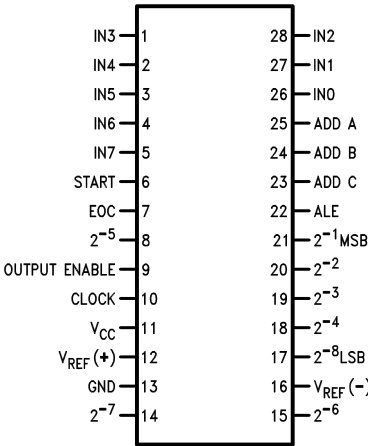 IN3 1 28 IN2
IN4 2 27 IN1
IN5 3 26 IN0
IN6 4 25 ADD A
IN7 5 24 ADD B
START 6 23 ADD C
EOC 7 22 ALE
2⁻⁵ 8 21 2⁻¹MSB
OUTPUT ENABLE 9 20 2⁻²
CLOCK 10 19 2⁻³
V_CC 11 18 2⁻⁴
V_REF(+) 12 17 2⁻⁸LSB
GND 13 16 V_REF(−)
2⁻⁷ 14 15 2⁻⁶